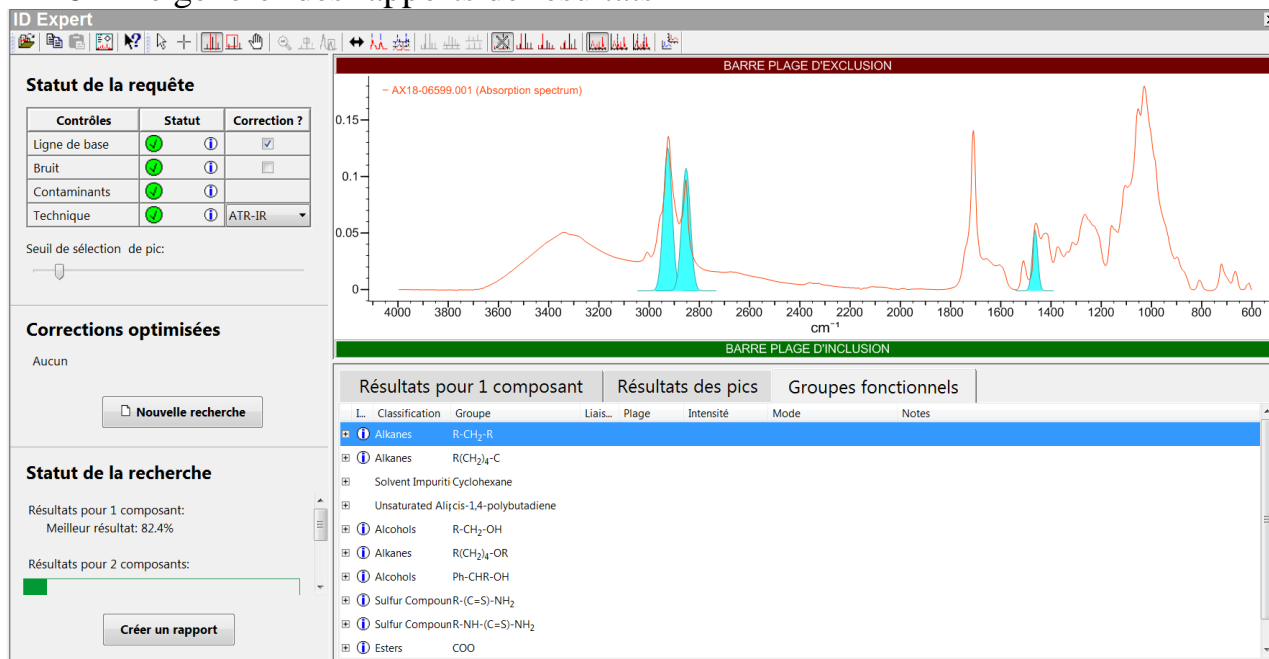 ID Expert
Statut de la requête
Contrôles Statut Correction ?
Ligne de base
Bruit
Contaminants
Technique ATR-IR
Seuil de sélection de pic:
Corrections optimisées
Aucun
Nouvelle recherche
Statut de la recherche
Résultats pour 1 composant:
Meilleur résultat: 82.4%
Résultats pour 2 composants:
Créer un rapport
BARRE PLAGE D'EXCLUSION
AX18-06599.001 (Absorption spectrum)
0.15
0.1
0.05
0
4000 3800 3600 3400 3200 3000 2800 2600 2400 2200 2000 1800 1600 1400 1200 1000 800 600
cm⁻¹
BARRE PLAGE D'INCLUSION
Résultats pour 1 composant Résultats des pics Groupes fonctionnels
I... Classification Groupe Liais... Plage Intensité Mode Notes
Alkanes R-CH₂-R
Alkanes R(CH₂)₄-C
Solvent Impuriti Cyclohexane
Unsaturated Ali cis-1,4-polybutadiene
Alcohols R-CH₂-OH
Alkanes R(CH₂)₄-OR
Alcohols Ph-CHR-OH
Sulfur Compoun R-(C=S)-NH₂
Sulfur Compoun R-NH-(C=S)-NH₂
Esters COO